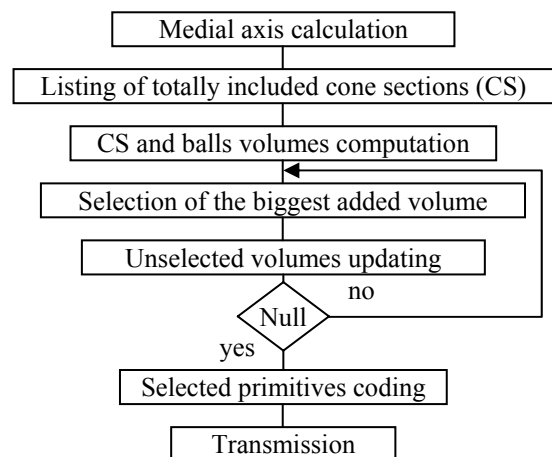 Medial axis calculation
Listing of totally included cone sections (CS)
CS and balls volumes computation
Selection of the biggest added volume
Unselected volumes updating
no
Null
yes
Selected primitives coding
Transmission